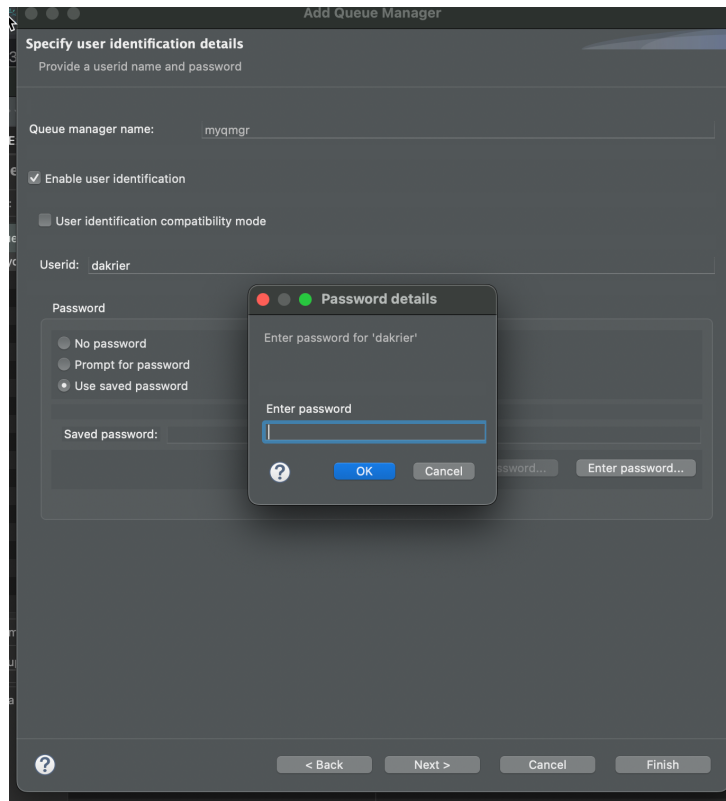 Add Queue Manager
Specify user identification details
Provide a userid name and password
Queue manager name: myqmgr
Enable user identification
User identification compatibility mode
Userid: dakrier
Password
No password
Prompt for password
Use saved password
Saved password:
Password details
Enter password for 'dakrier'
Enter password
OK Cancel
Enter password...
< Back Next > Cancel Finish